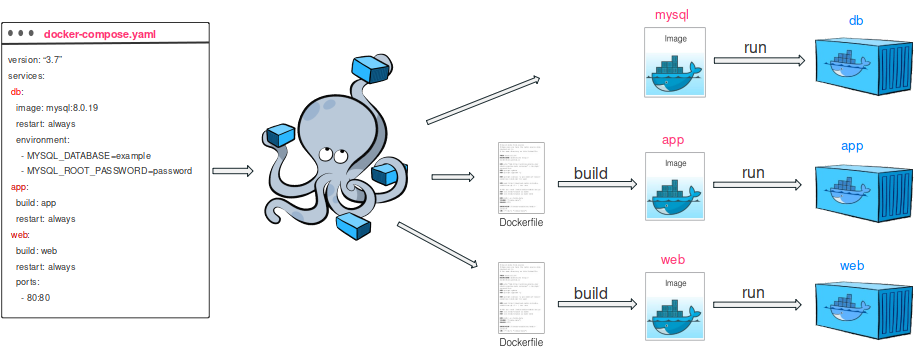 docker-compose.yaml
version: “3.7”
services:
db:
image: mysql:8.0.19
restart: always
environment:
- MYSQL_DATABASE=example
- MYSQL_ROOT_PASSWORD=password
app:
build: app
restart: always
web:
build: web
restart: always
ports:
- 80:80
mysql
Image
run
db
Dockerfile
build
app
Image
run
app
Dockerfile
build
web
Image
run
web